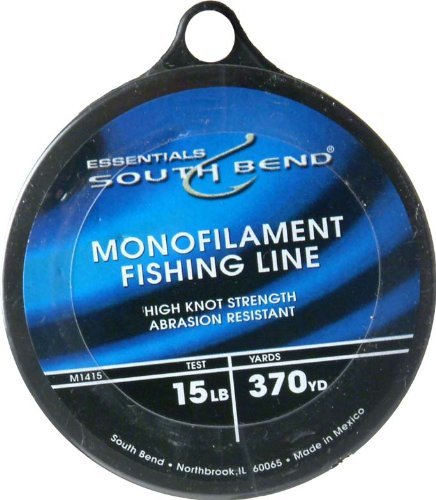 ESSENTIALS
SOUTH BEND®
MONOFILAMENT
FISHING LINE
HIGH KNOT STRENGTH
ABRASION RESISTANT
M1415
TEST
15LB
YARDS
370YD
South Bend • Northbrook, IL 60065 • Made in Mexico